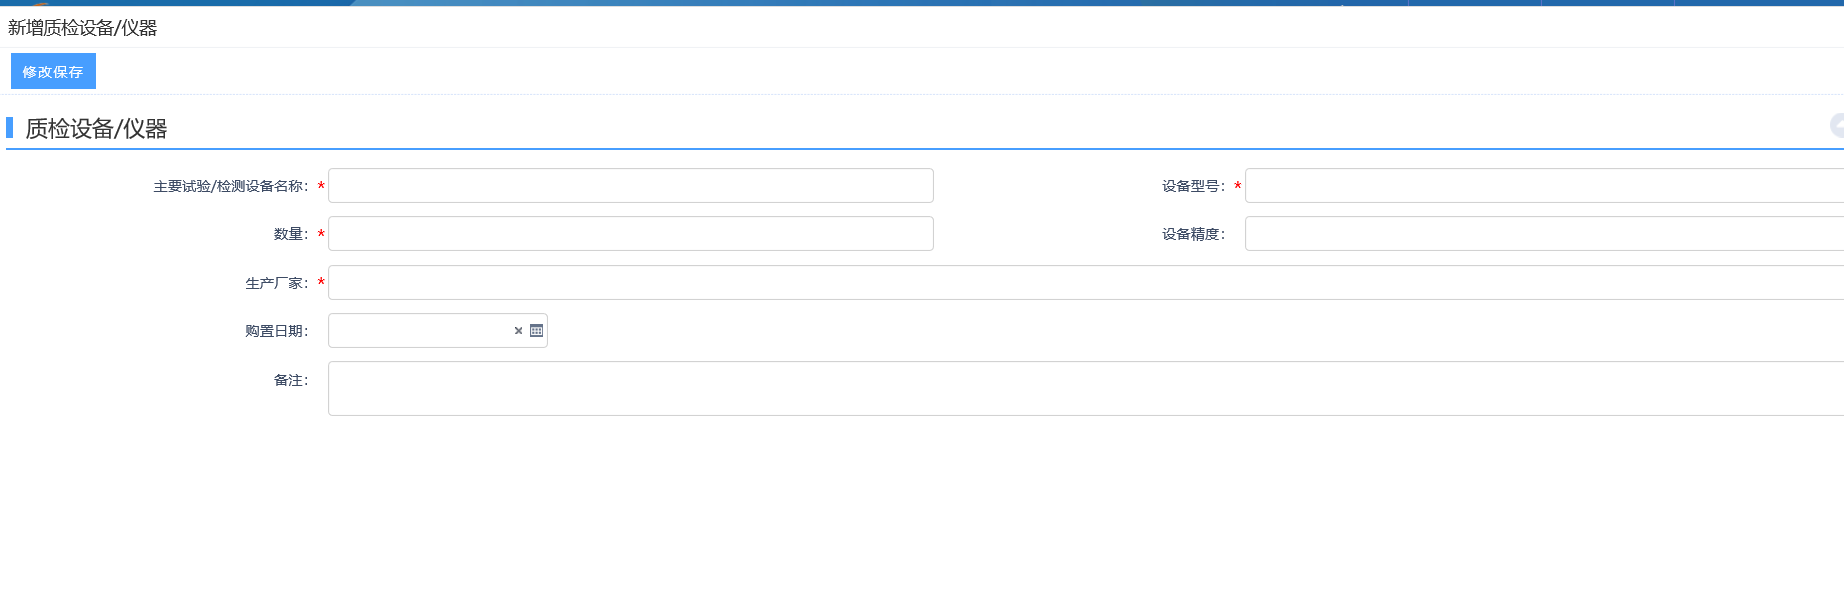 新增质检设备/仪器
修改保存
质检设备/仪器
主要试验/检测设备名称：* 设备型号：*
数量：* 设备精度：
生产厂家：*
购置日期：
备注：